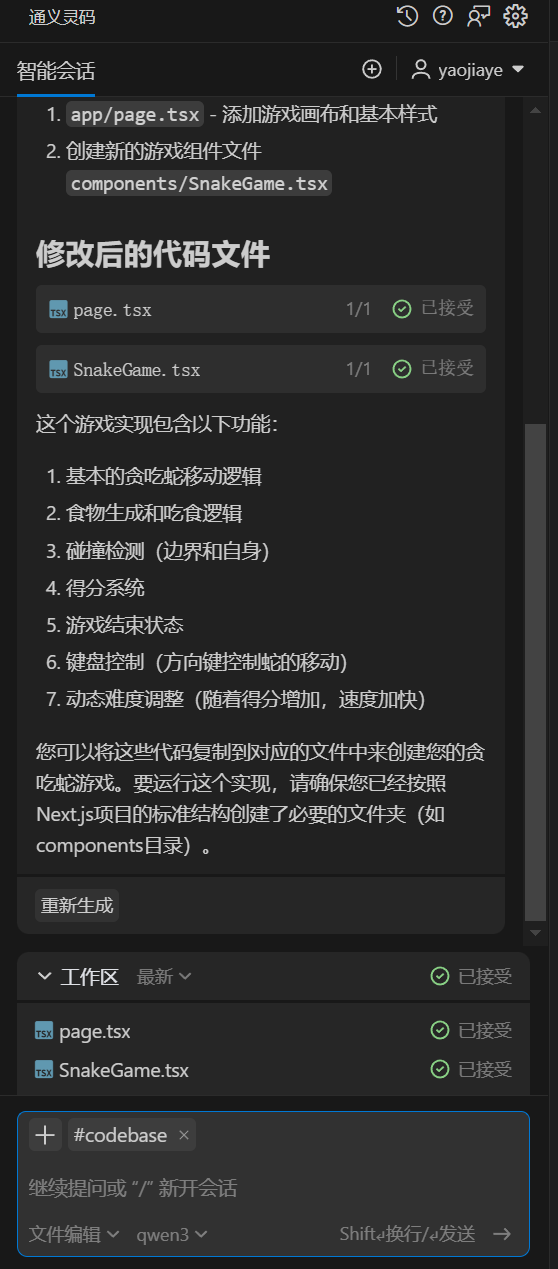 通义灵码
智能会话
yaojiaye
1. app/page.tsx - 添加游戏画布和基本样式
2. 创建新的游戏组件文件
components/SnakeGame.tsx
修改后的代码文件
TSX page.tsx 1/1 已接受
TSX SnakeGame.tsx 1/1 已接受
这个游戏实现包含以下功能：
1. 基本的贪吃蛇移动逻辑
2. 食物生成和吃食逻辑
3. 碰撞检测（边界和自身）
4. 得分系统
5. 游戏结束状态
6. 键盘控制（方向键控制蛇的移动）
7. 动态难度调整（随着得分增加，速度加快）
您可以将这些代码复制到对应的文件中来创建您的贪
吃蛇游戏。要运行这个实现，请确保您已经按照
Next.js项目的标准结构创建了必要的文件夹（如
components目录）。
重新生成
工作区 最新 已接受
TSX page.tsx 已接受
TSX SnakeGame.tsx 已接受
#codebase ×
继续提问或 “/” 新开会话
文件编辑 qwen3 Shift↵换行/↵发送